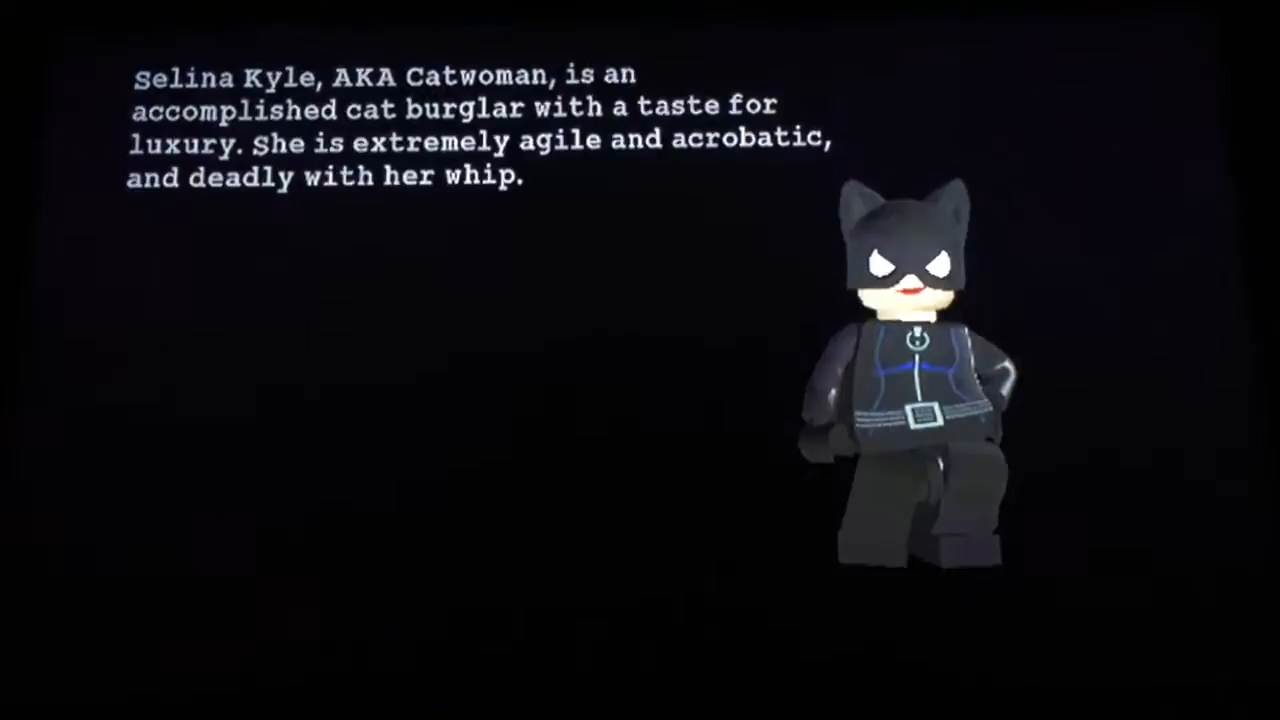 Selina Kyle, AKA Catwoman, is an
accomplished cat burglar with a taste for
luxury. She is extremely agile and acrobatic,
and deadly with her whip.